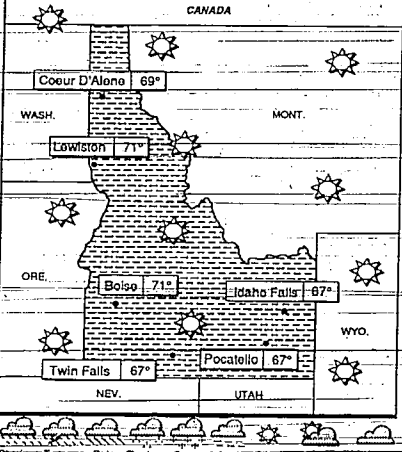 CANADA
Coeur D'Alene 69°
WASH.
MONT.
Lewiston 71°
ORE.
Boise 71°
Idaho Falls 67°
WYO.
Pocatello 67°
Twin Falls 67°
NEV.
UTAH